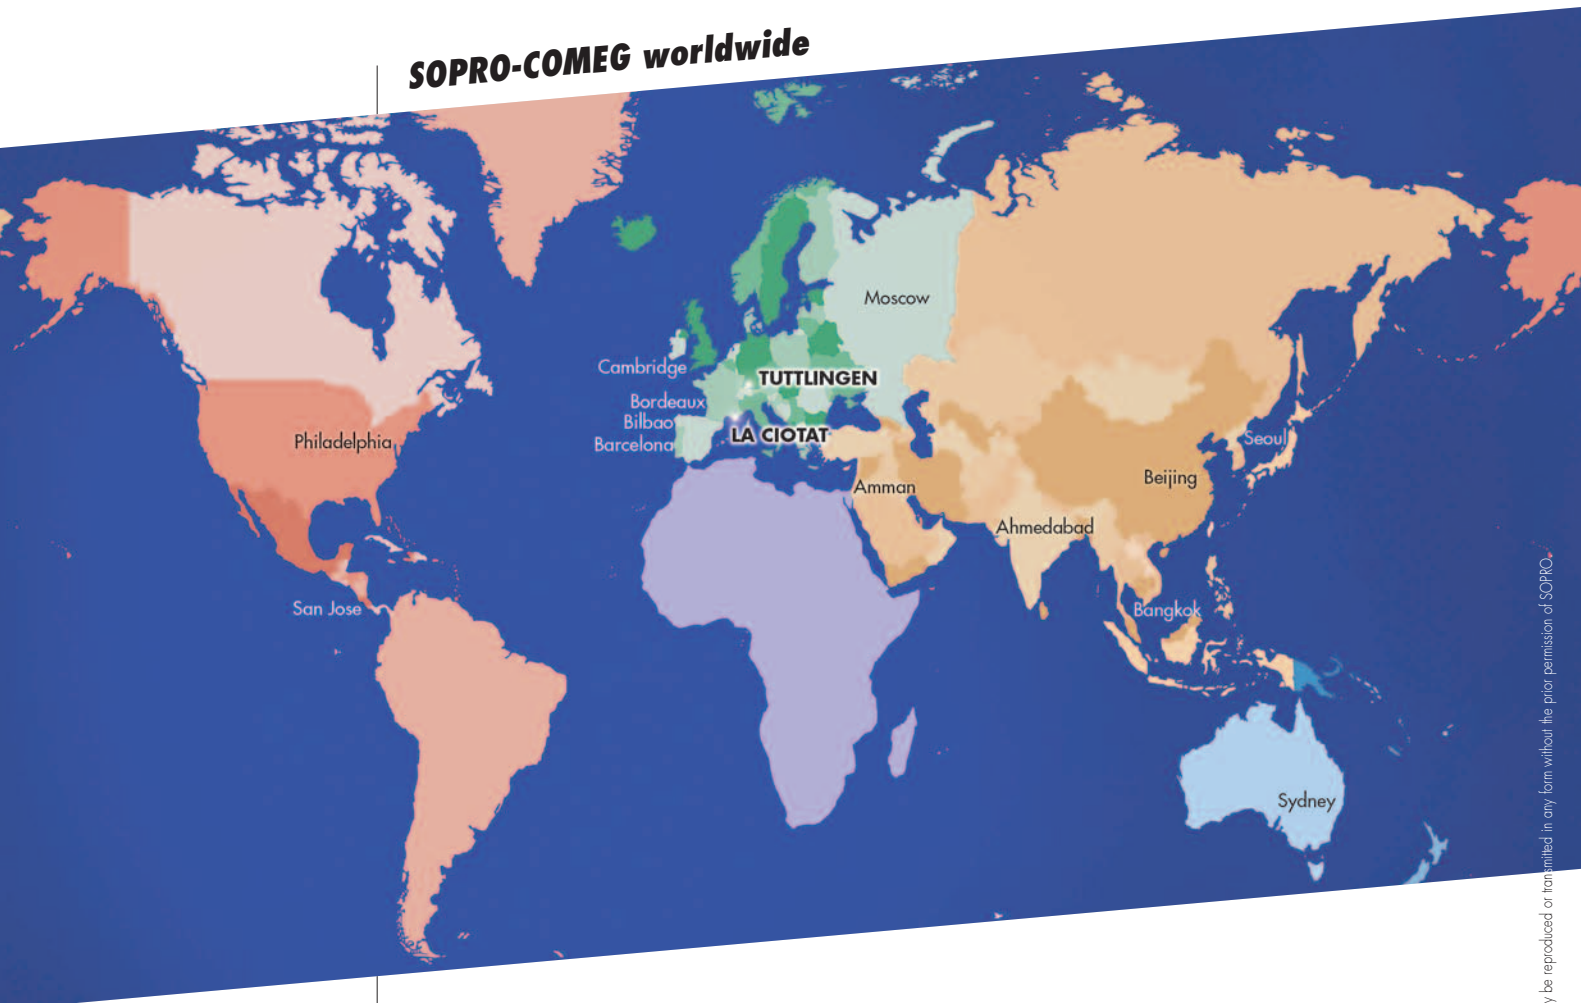 SOPRO-COMEG worldwide
Moscow
Cambridge
TUTTLINGEN
Bordeaux
Bilbao
LA CIOTAT
Barcelona
Philadelphia
Seoul
Beijing
Amman
Ahmedabad
San Jose
Bangkok
Sydney
y be reproduced or transmitted in any form without the prior permission of SOPRO.